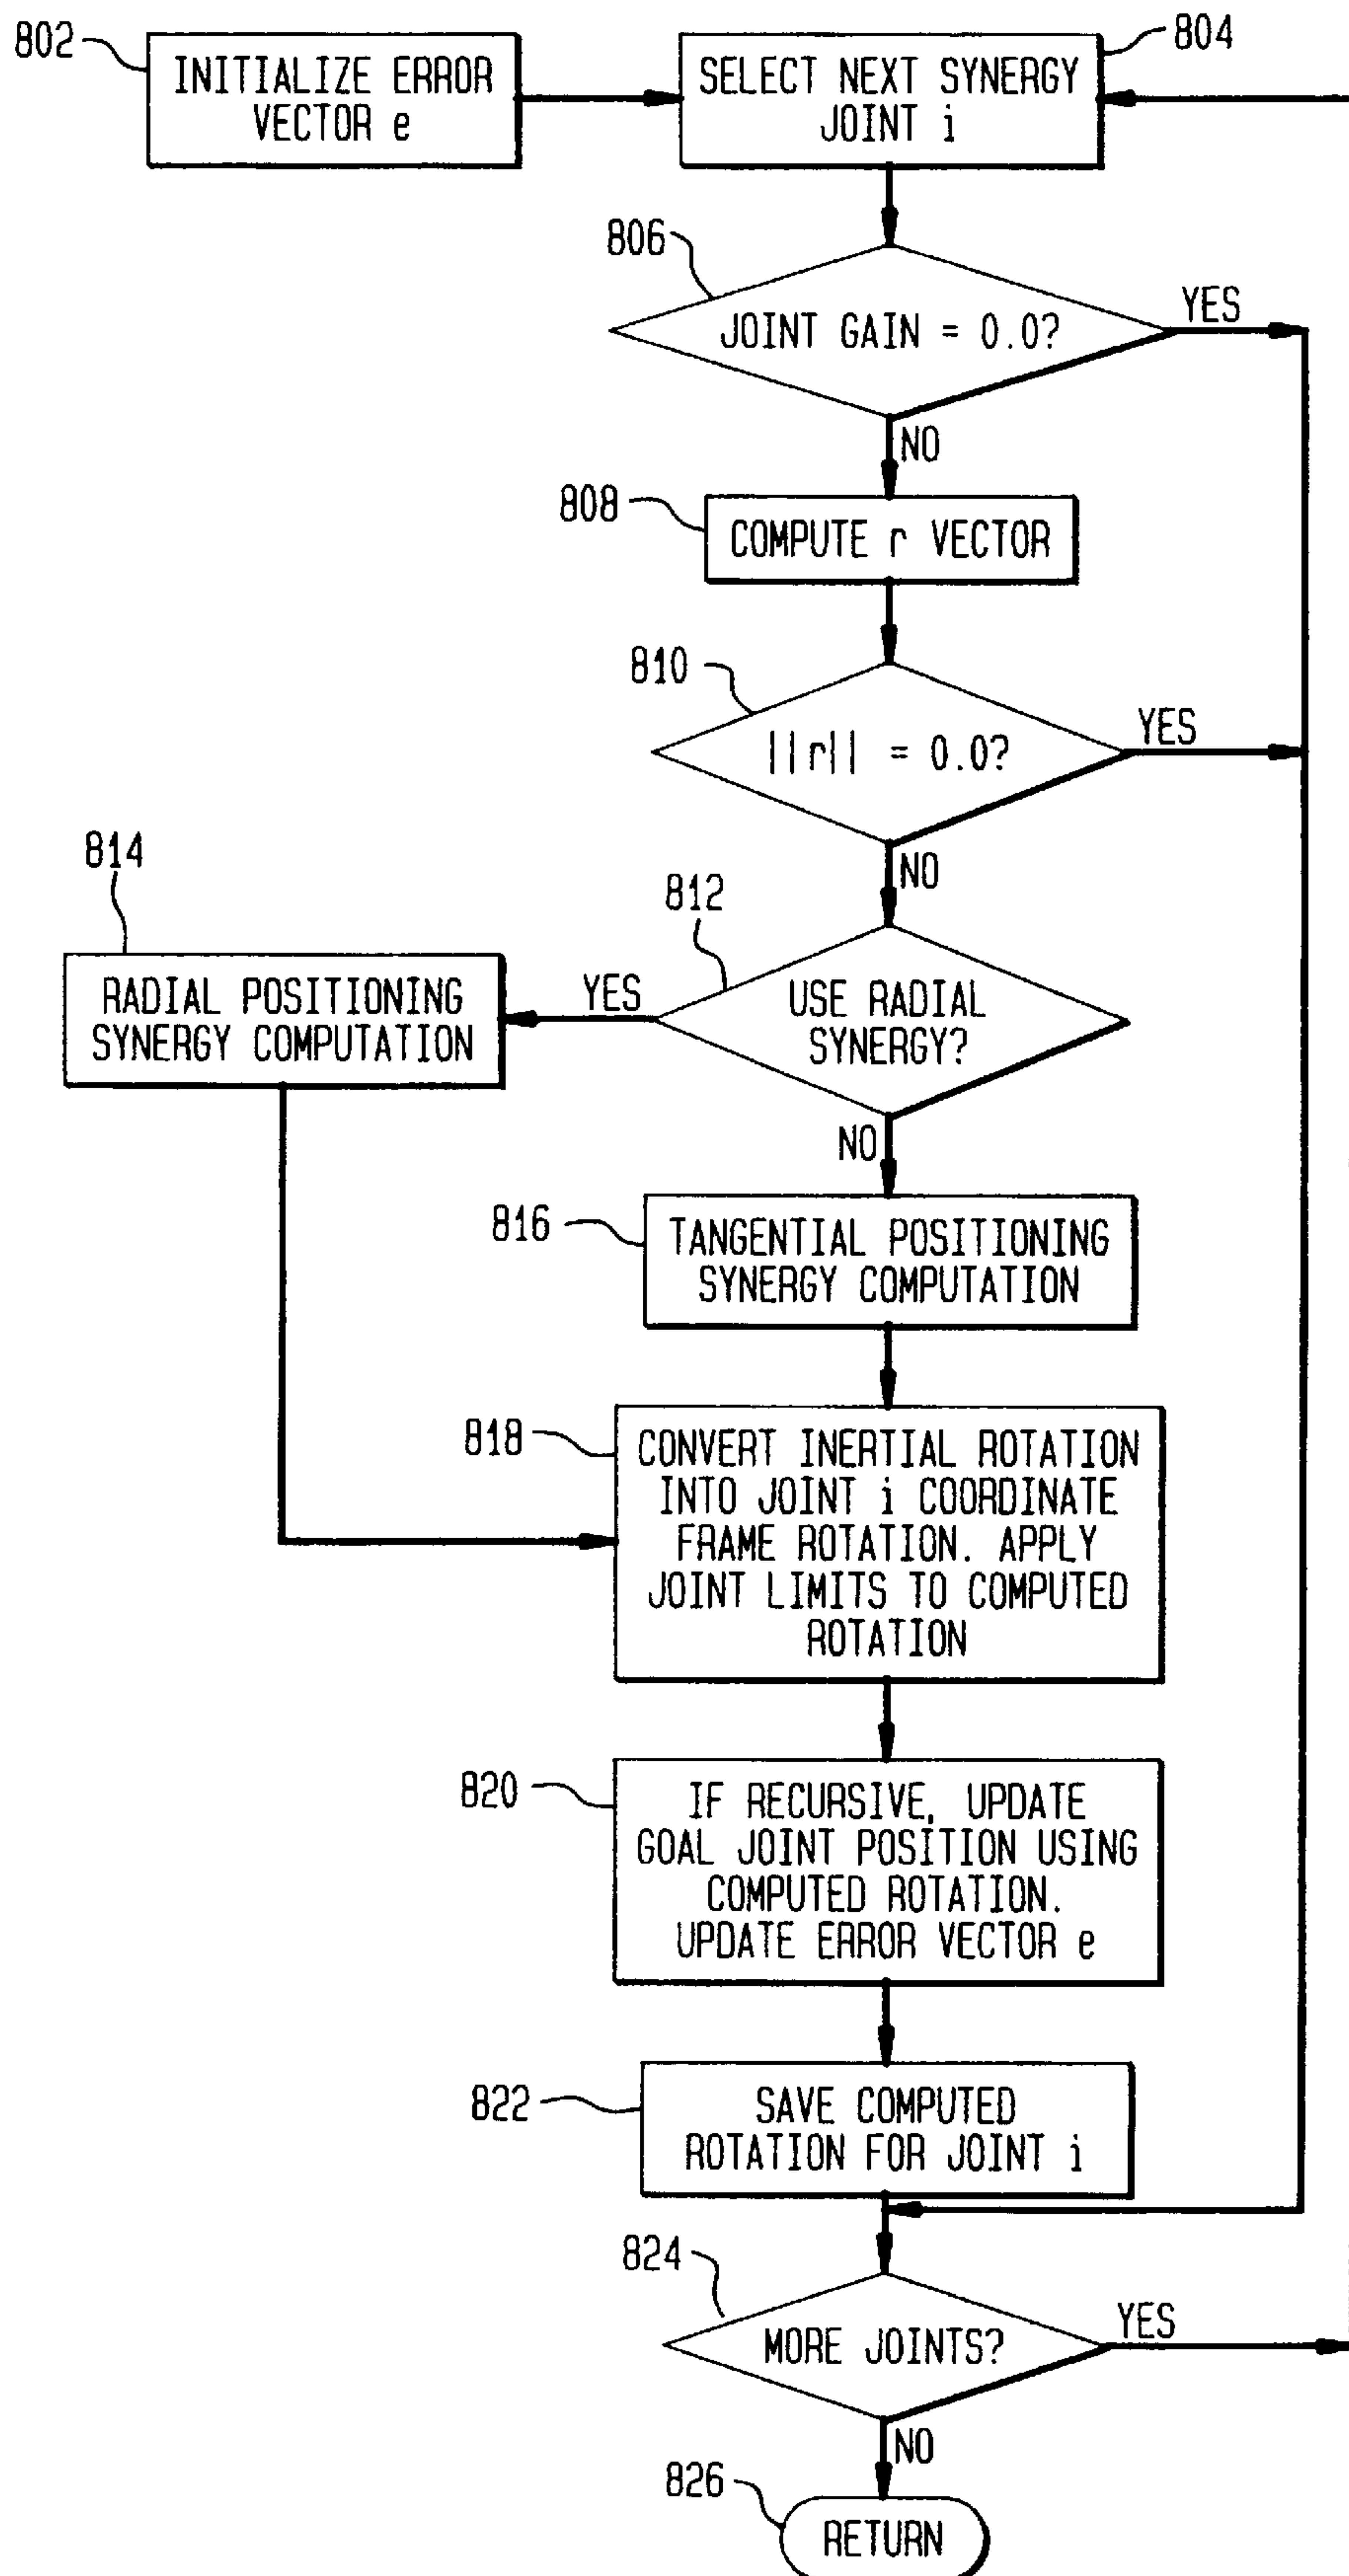 802
INITIALIZE ERROR
VECTOR e
804
SELECT NEXT SYNERGY
JOINT i
806
JOINT GAIN = 0.0?
YES
NO
808
COMPUTE r VECTOR
810
||r|| = 0.0?
YES
NO
812
USE RADIAL
SYNERGY?
YES
814
RADIAL POSITIONING
SYNERGY COMPUTATION
NO
816
TANGENTIAL POSITIONING
SYNERGY COMPUTATION
818
CONVERT INERTIAL ROTATION
INTO JOINT i COORDINATE
FRAME ROTATION. APPLY
JOINT LIMITS TO COMPUTED
ROTATION
820
IF RECURSIVE, UPDATE
GOAL JOINT POSITION USING
COMPUTED ROTATION.
UPDATE ERROR VECTOR e
822
SAVE COMPUTED
ROTATION FOR JOINT i
824
MORE JOINTS?
YES
NO
826
RETURN